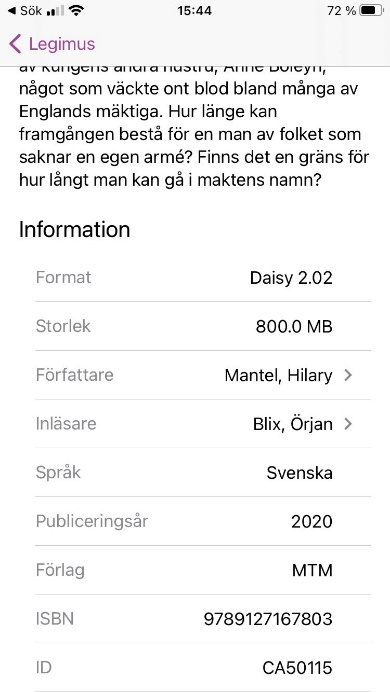 ◀ Sök 15:44 72 %
Legimus
av kungens andra hustru, Anne Boleyn,
något som väckte ont blod bland många av
Englands mäktiga. Hur länge kan
framgången bestå för en man av folket som
saknar en egen armé? Finns det en gräns för
hur långt man kan gå i maktens namn?
Information
Format Daisy 2.02
Storlek 800.0 MB
Författare Mantel, Hilary
Inläsare Blix, Örjan
Språk Svenska
Publiceringsår 2020
Förlag MTM
ISBN 9789127167803
ID CA50115